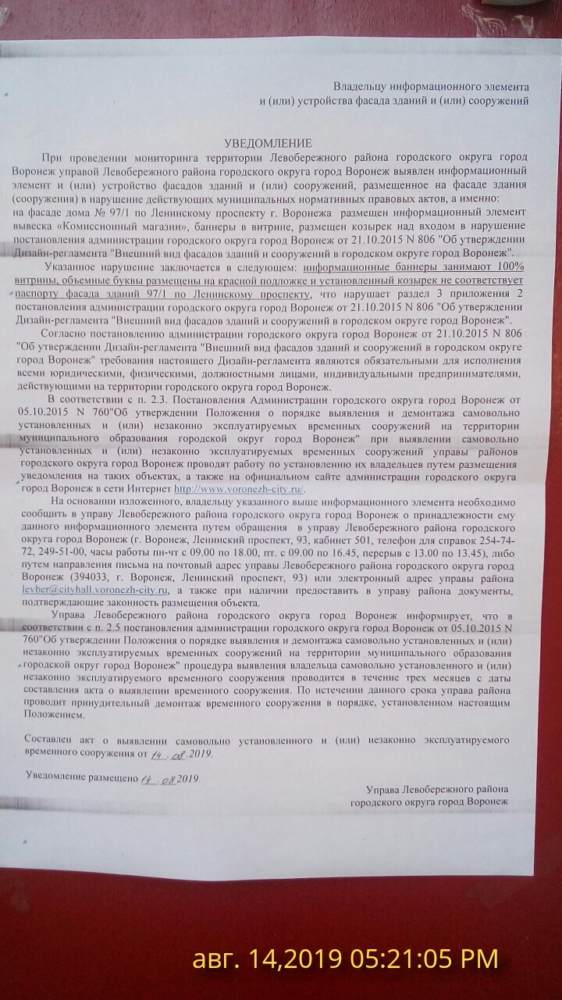 Владельцу информационного элемента
и (или) устройства фасада зданий и (или) сооружений
УВЕДОМЛЕНИЕ
При проведении мониторинга территории Левобережного района городского округа город
Воронеж управой Левобережного района городского округа город Воронеж выявлен информационный
элемент и (или) устройство фасадов зданий и (или) сооружений, размещенное на фасаде здания
(сооружения) в нарушение действующих муниципальных нормативных правовых актов, а именно:
на фасаде дома № 97/1 по Ленинскому проспекту г. Воронежа размещен информационный элемент
вывеска «Комиссионный магазин», баннеры в витрине, размещен козырек над входом в нарушение
постановления администрации городского округа город Воронеж от 21.10.2015 N 806 "Об утверждении
Дизайн-регламента "Внешний вид фасадов зданий и сооружений в городском округе город Воронеж".
Указанное нарушение заключается в следующем: информационные баннеры занимают 100%
витрины, объемные буквы размещены на красной подложке и установленный козырек не соответствует
паспорту фасада зданий 97/1 по Ленинскому проспекту, что нарушает раздел 3 приложения 2
постановления администрации городского округа город Воронеж от 21.10.2015 N 806 "Об утверждении
Дизайн-регламента "Внешний вид фасадов зданий и сооружений в городском округе город Воронеж".
Согласно постановлению администрации городского округа город Воронеж от 21.10.2015 N 806
"Об утверждении Дизайн-регламента "Внешний вид фасадов зданий и сооружений в городском округе
город Воронеж" требования настоящего Дизайн-регламента являются обязательными для исполнения
всеми юридическими, физическими, должностными лицами, индивидуальными предпринимателями,
действующими на территории городского округа город Воронеж.
В соответствии с п. 2.3. Постановления Администрации городского округа город Воронеж от
05.10.2015 N 760"Об утверждении Положения о порядке выявления и демонтажа самовольно
установленных и (или) незаконно эксплуатируемых временных сооружений на территории
муниципального образования городской округ город Воронеж" при выявлении самовольно
установленных и (или) незаконно эксплуатируемых временных сооружений управы районов
городского округа город Воронеж проводят работу по установлению их владельцев путем размещения
уведомления на таких объектах, а также на официальном сайте администрации городского округа
город Воронеж в сети Интернет http://www.voronezh-city.ru/.
На основании изложенного, владельцу указанного выше информационного элемента необходимо
сообщить в управу Левобережного района городского округа город Воронеж о принадлежности ему
данного информационного элемента путем обращения в управу Левобережного района городского
округа город Воронеж (г. Воронеж, Ленинский проспект, 93, кабинет 501, телефон для справок 254-74-
72, 249-51-00, часы работы пн-чт с 09.00 по 18.00, пт. с 09.00 по 16.45, перерыв с 13.00 по 13.45), либо
путем направления письма на почтовый адрес управы Левобережного района городского округа город
Воронеж (394033, г. Воронеж, Ленинский проспект, 93) или электронный адрес управы района
levber@cityhall.voronezh-city.ru, а также при наличии предоставить в управу района документы,
подтверждающие законность размещения объекта.
Управа Левобережного района городского округа город Воронеж информирует, что в
соответствии с п. 2.5 постановления администрации городского округа город Воронеж от 05.10.2015 N
760"Об утверждении Положения о порядке выявления и демонтажа самовольно установленных и (или)
незаконно эксплуатируемых временных сооружений на территории муниципального образования
городской округ город Воронеж" процедура выявления владельца самовольно установленного и (или)
незаконно эксплуатируемого временного сооружения проводится в течение трех месяцев с даты
составления акта о выявлении временного сооружения. По истечении данного срока управа района
проводит принудительный демонтаж временного сооружения в порядке, установленном настоящим
Положением.
Составлен акт о выявлении самовольно установленного и (или) незаконно эксплуатируемого
временного сооружения от 14.08.2019.
Уведомление размещено 14.08 2019.
Управа Левобережного района
городского округа город Воронеж
авг. 14,2019 05:21:05 PM